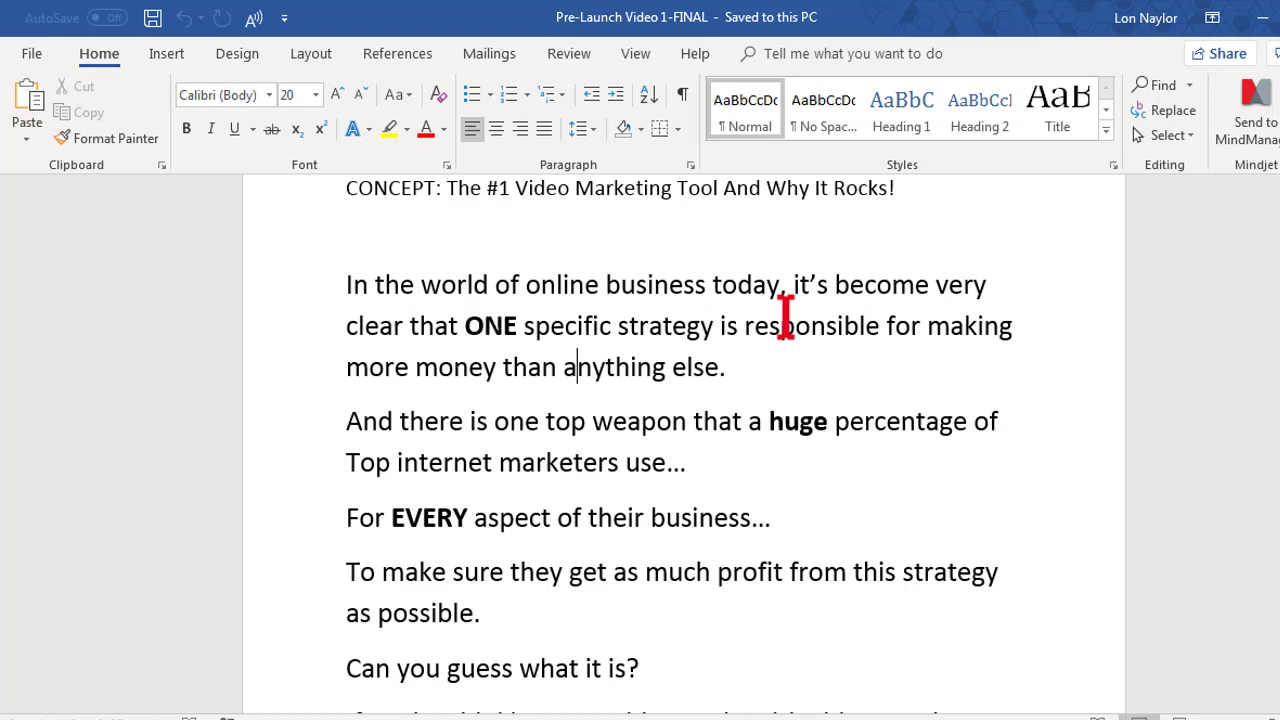 AutoSave Off Pre-Launch Video 1-FINAL - Saved to this PC Lon Naylor
File Home Insert Design Layout References Mailings Review View Help Tell me what you want to do Share
Paste
Cut
Copy
Format Painter
Clipboard
Calibri (Body) 20
Font
Paragraph
AaBbCcDc AaBbCcDc AaBbC AaBbCcl AaB
¶ Normal ¶ No Spac... Heading 1 Heading 2 Title
Styles
Find
Replace
Select
Editing
Send to
MindManag
Mindjet
CONCEPT: The #1 Video Marketing Tool And Why It Rocks!
In the world of online business today, it’s become very
clear that ONE specific strategy is responsible for making
more money than anything else.
And there is one top weapon that a huge percentage of
Top internet marketers use…
For EVERY aspect of their business…
To make sure they get as much profit from this strategy
as possible.
Can you guess what it is?